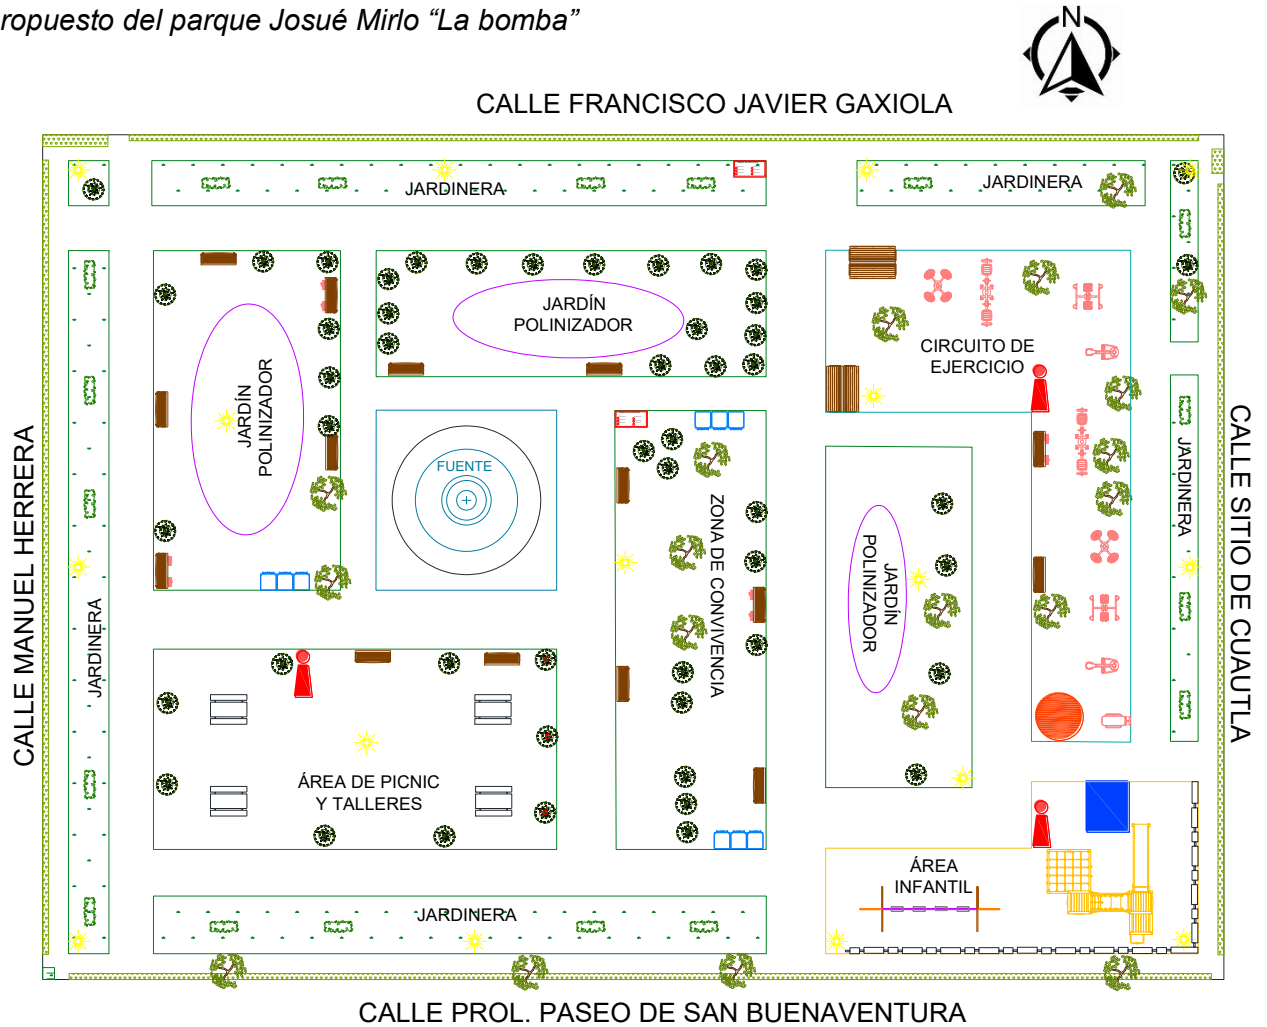 ropuesto del parque Josué Mirlo “La bomba”
N
CALLE FRANCISCO JAVIER GAXIOLA
JARDINERA
JARDINERA
JARDÍN
POLINIZADOR
JARDÍN
POLINIZADOR
CIRCUITO DE
EJERCICIO
FUENTE
ZONA DE CONVIVENCIA
JARDÍN
POLINIZADOR
JARDINERA
JARDINERA
CALLE MANUEL HERRERA
CALLE SITIO DE CUAUTLA
ÁREA DE PICNIC
Y TALLERES
ÁREA
INFANTIL
JARDINERA
CALLE PROL. PASEO DE SAN BUENAVENTURA